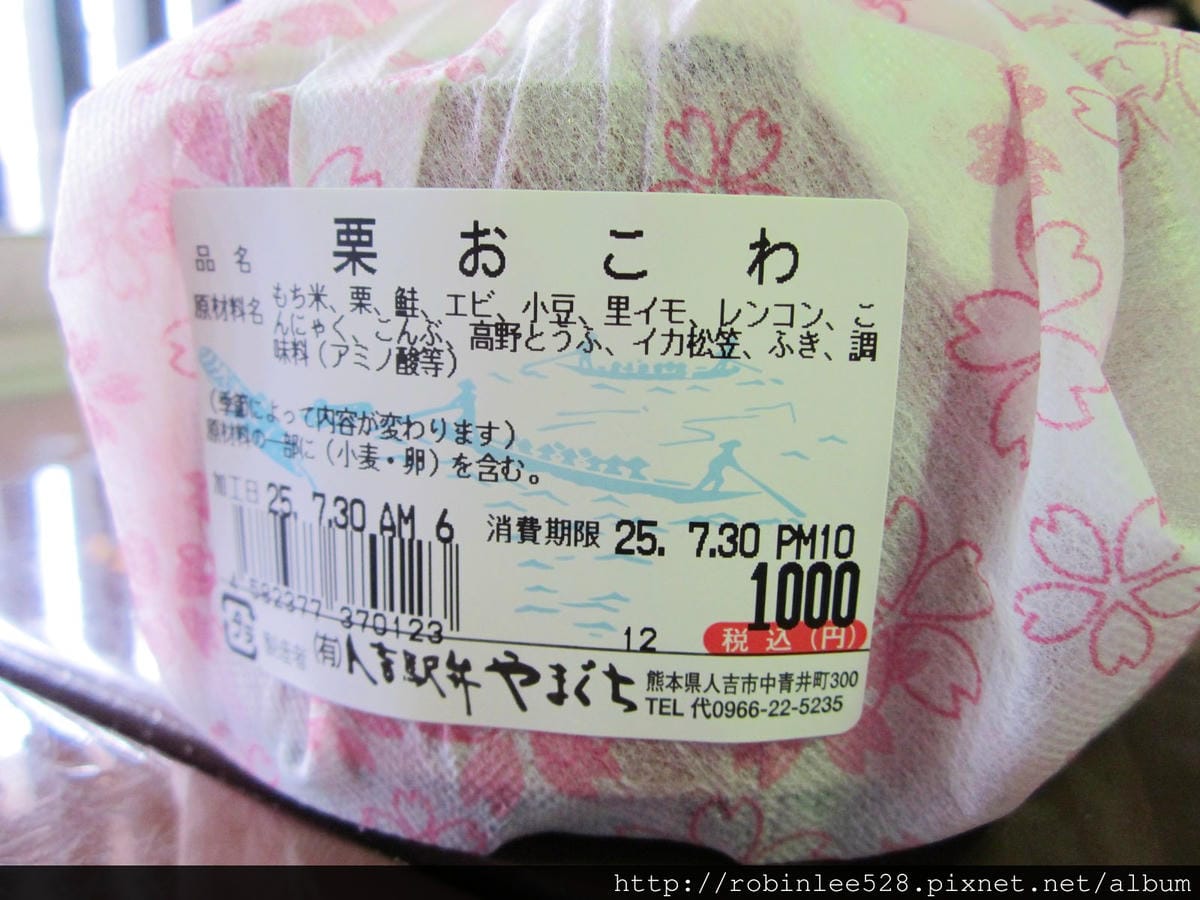 品名 栗おこわ
原材料名 もち米、栗、鮭、エビ、小豆、里イモ、レンコン、こ
んにゃく、こんぶ、高野とうふ、イカ松笠、ふき、調
味料（アミノ酸等）
（季節によって内容が変わります）
原材料の一部に（小麦・卵）を含む。
加工日 25. 7.30 AM 6 消費期限 25. 7.30 PM10
1000
税込（円）
4 582377 370123
12
プラ
製造者 (有)人吉駅弁やまぐち
熊本県人吉市中青井町300
TEL 代0966-22-5235
http://robinlee528.pixnet.net/album